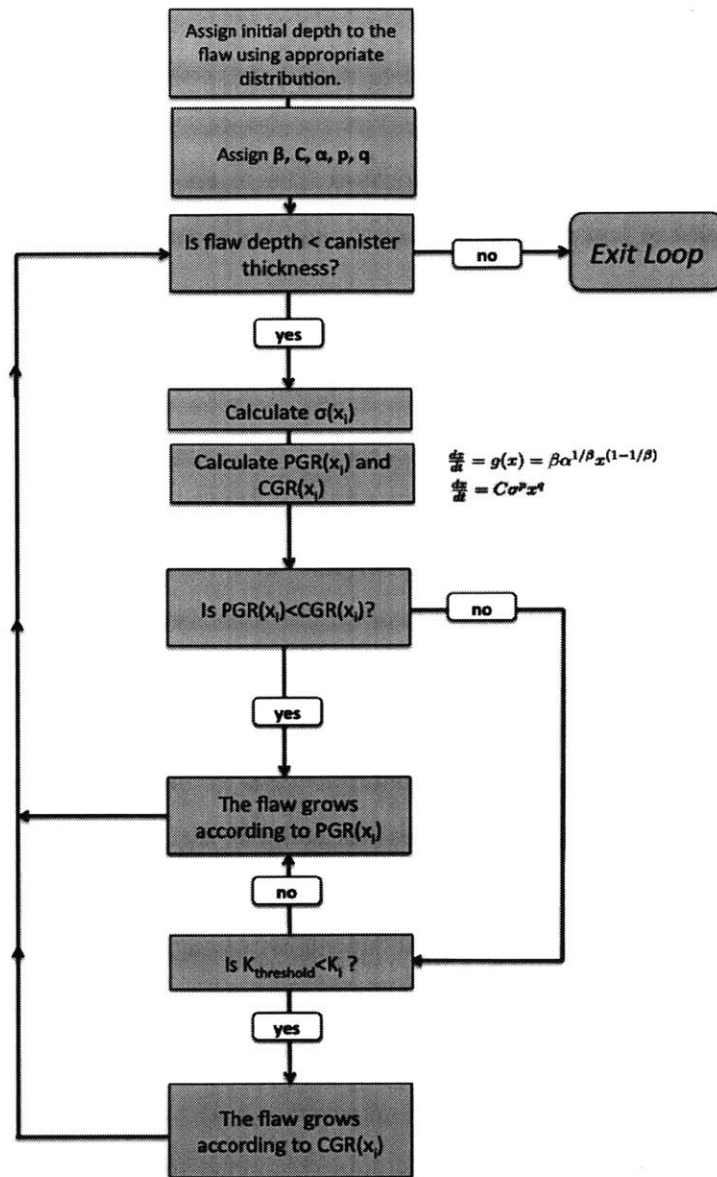 Assign initial depth to the
flaw using appropriate
distribution.
Assign β, C, α, p, q
Is flaw depth < canister
thickness?
no
Exit Loop
yes
Calculate σ(xᵢ)
Calculate PGR(xᵢ) and
CGR(xᵢ)
dx/dt = g(x) = βα^{1/β}x^{(1−1/β)}
dx/dt = Cσ^p x^q
Is PGR(xᵢ)<CGR(xᵢ)?
no
yes
The flaw grows
according to PGR(xᵢ)
no
Is K_{threshold}<Kᵢ ?
yes
The flaw grows
according to CGR(xᵢ)